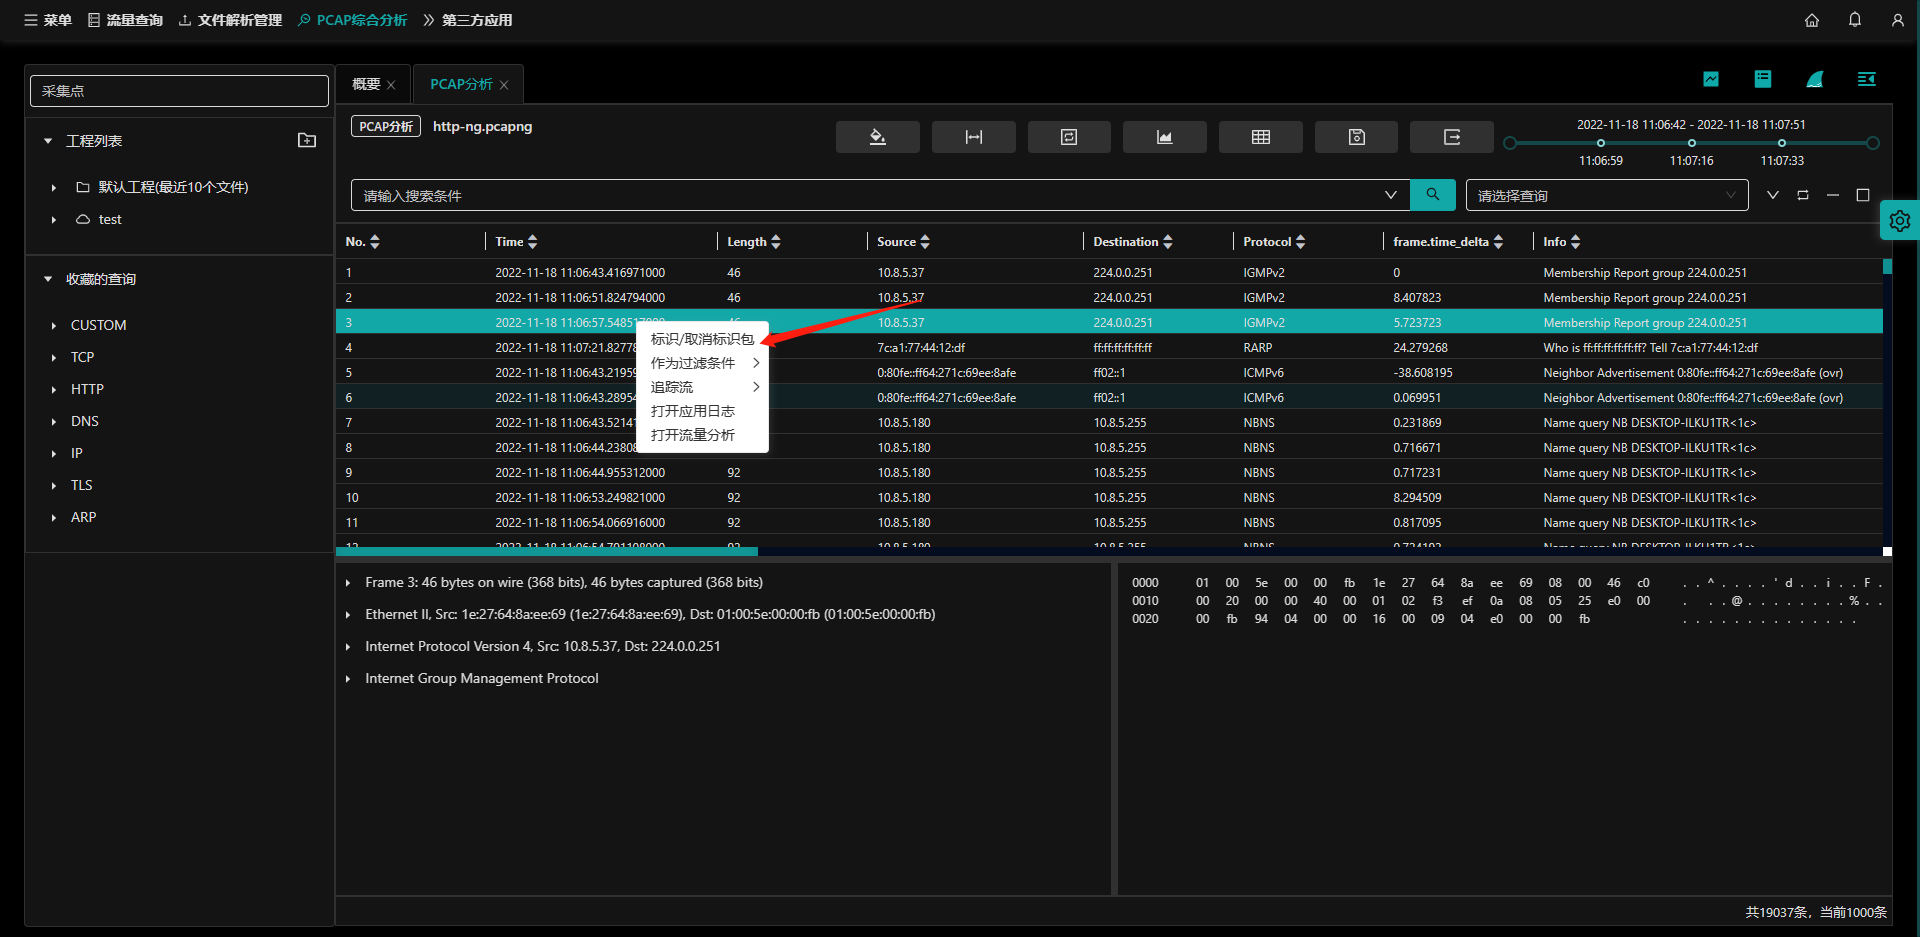 菜单 流量查询 文件解析管理 PCAP综合分析 第三方应用
采集点
工程列表
默认工程(最近10个文件)
test
收藏的查询
CUSTOM
TCP
HTTP
DNS
IP
TLS
ARP
概要 PCAP分析
PCAP分析 http-ng.pcapng
2022-11-18 11:06:42 - 2022-11-18 11:07:51
11:06:59 11:07:16 11:07:33
请输入搜索条件 请选择查询
No. Time Length Source Destination Protocol frame.time_delta Info
1 2022-11-18 11:06:43.416971000 46 10.8.5.37 224.0.0.251 IGMPv2 0 Membership Report group 224.0.0.251
2 2022-11-18 11:06:51.824794000 46 10.8.5.37 224.0.0.251 IGMPv2 8.407823 Membership Report group 224.0.0.251
3 2022-11-18 11:06:57.54851 10.8.5.37 224.0.0.251 IGMPv2 5.723723 Membership Report group 224.0.0.251
4 2022-11-18 11:07:21.82778 7c:a1:77:44:12:df ff:ff:ff:ff:ff:ff RARP 24.279268 Who is ff:ff:ff:ff:ff:ff? Tell 7c:a1:77:44:12:df
5 2022-11-18 11:06:43.21959 0:80fe::ff64:271c:69ee:8afe ff02::1 ICMPv6 -38.608195 Neighbor Advertisement 0:80fe::ff64:271c:69ee:8afe (ovr)
6 2022-11-18 11:06:43.28954 0:80fe::ff64:271c:69ee:8afe ff02::1 ICMPv6 0.069951 Neighbor Advertisement 0:80fe::ff64:271c:69ee:8afe (ovr)
7 2022-11-18 11:06:43.52141 10.8.5.180 10.8.5.255 NBNS 0.231869 Name query NB DESKTOP-ILKU1TR<1c>
8 2022-11-18 11:06:44.23808 10.8.5.180 10.8.5.255 NBNS 0.716671 Name query NB DESKTOP-ILKU1TR<1c>
9 2022-11-18 11:06:44.955312000 92 10.8.5.180 10.8.5.255 NBNS 0.717231 Name query NB DESKTOP-ILKU1TR<1c>
10 2022-11-18 11:06:53.249821000 92 10.8.5.180 10.8.5.255 NBNS 8.294509 Name query NB DESKTOP-ILKU1TR<1c>
11 2022-11-18 11:06:54.066916000 92 10.8.5.180 10.8.5.255 NBNS 0.817095 Name query NB DESKTOP-ILKU1TR<1c>
标识/取消标识包
作为过滤条件
追踪流
打开应用日志
打开流量分析
Frame 3: 46 bytes on wire (368 bits), 46 bytes captured (368 bits)
Ethernet II, Src: 1e:27:64:8a:ee:69 (1e:27:64:8a:ee:69), Dst: 01:00:5e:00:00:fb (01:00:5e:00:00:fb)
Internet Protocol Version 4, Src: 10.8.5.37, Dst: 224.0.0.251
Internet Group Management Protocol
0000 01 00 5e 00 00 fb 1e 27 64 8a ee 69 08 00 46 c0 . . ^ . . . . ' d . . i . . F .
0010 00 20 00 00 40 00 01 02 f3 ef 0a 08 05 25 e0 00 . . . @ . . . . . . . . % . .
0020 00 fb 94 04 00 00 16 00 09 04 e0 00 00 fb . . . . . . . . . . . . . .
共19037条，当前1000条